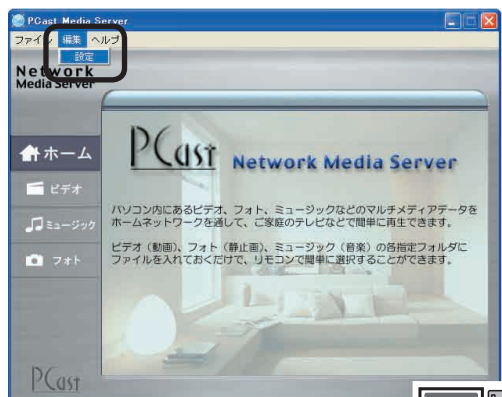 PCast Media Server
ファイル 編集 ヘルプ
設定
Network
Media Server
ホーム
ビデオ
ミュージック
フォト
PCast Network Media Server
パソコン内にあるビデオ、フォト、ミュージックなどのマルチメディアデータを
ホームネットワークを通して、ご家庭のテレビなどで簡単に再生できます。
ビデオ（動画）、フォト（静止画）、ミュージック（音楽）の各指定フォルダに
ファイルを入れておくだけで、リモコンで簡単に選択することができます。
PCast